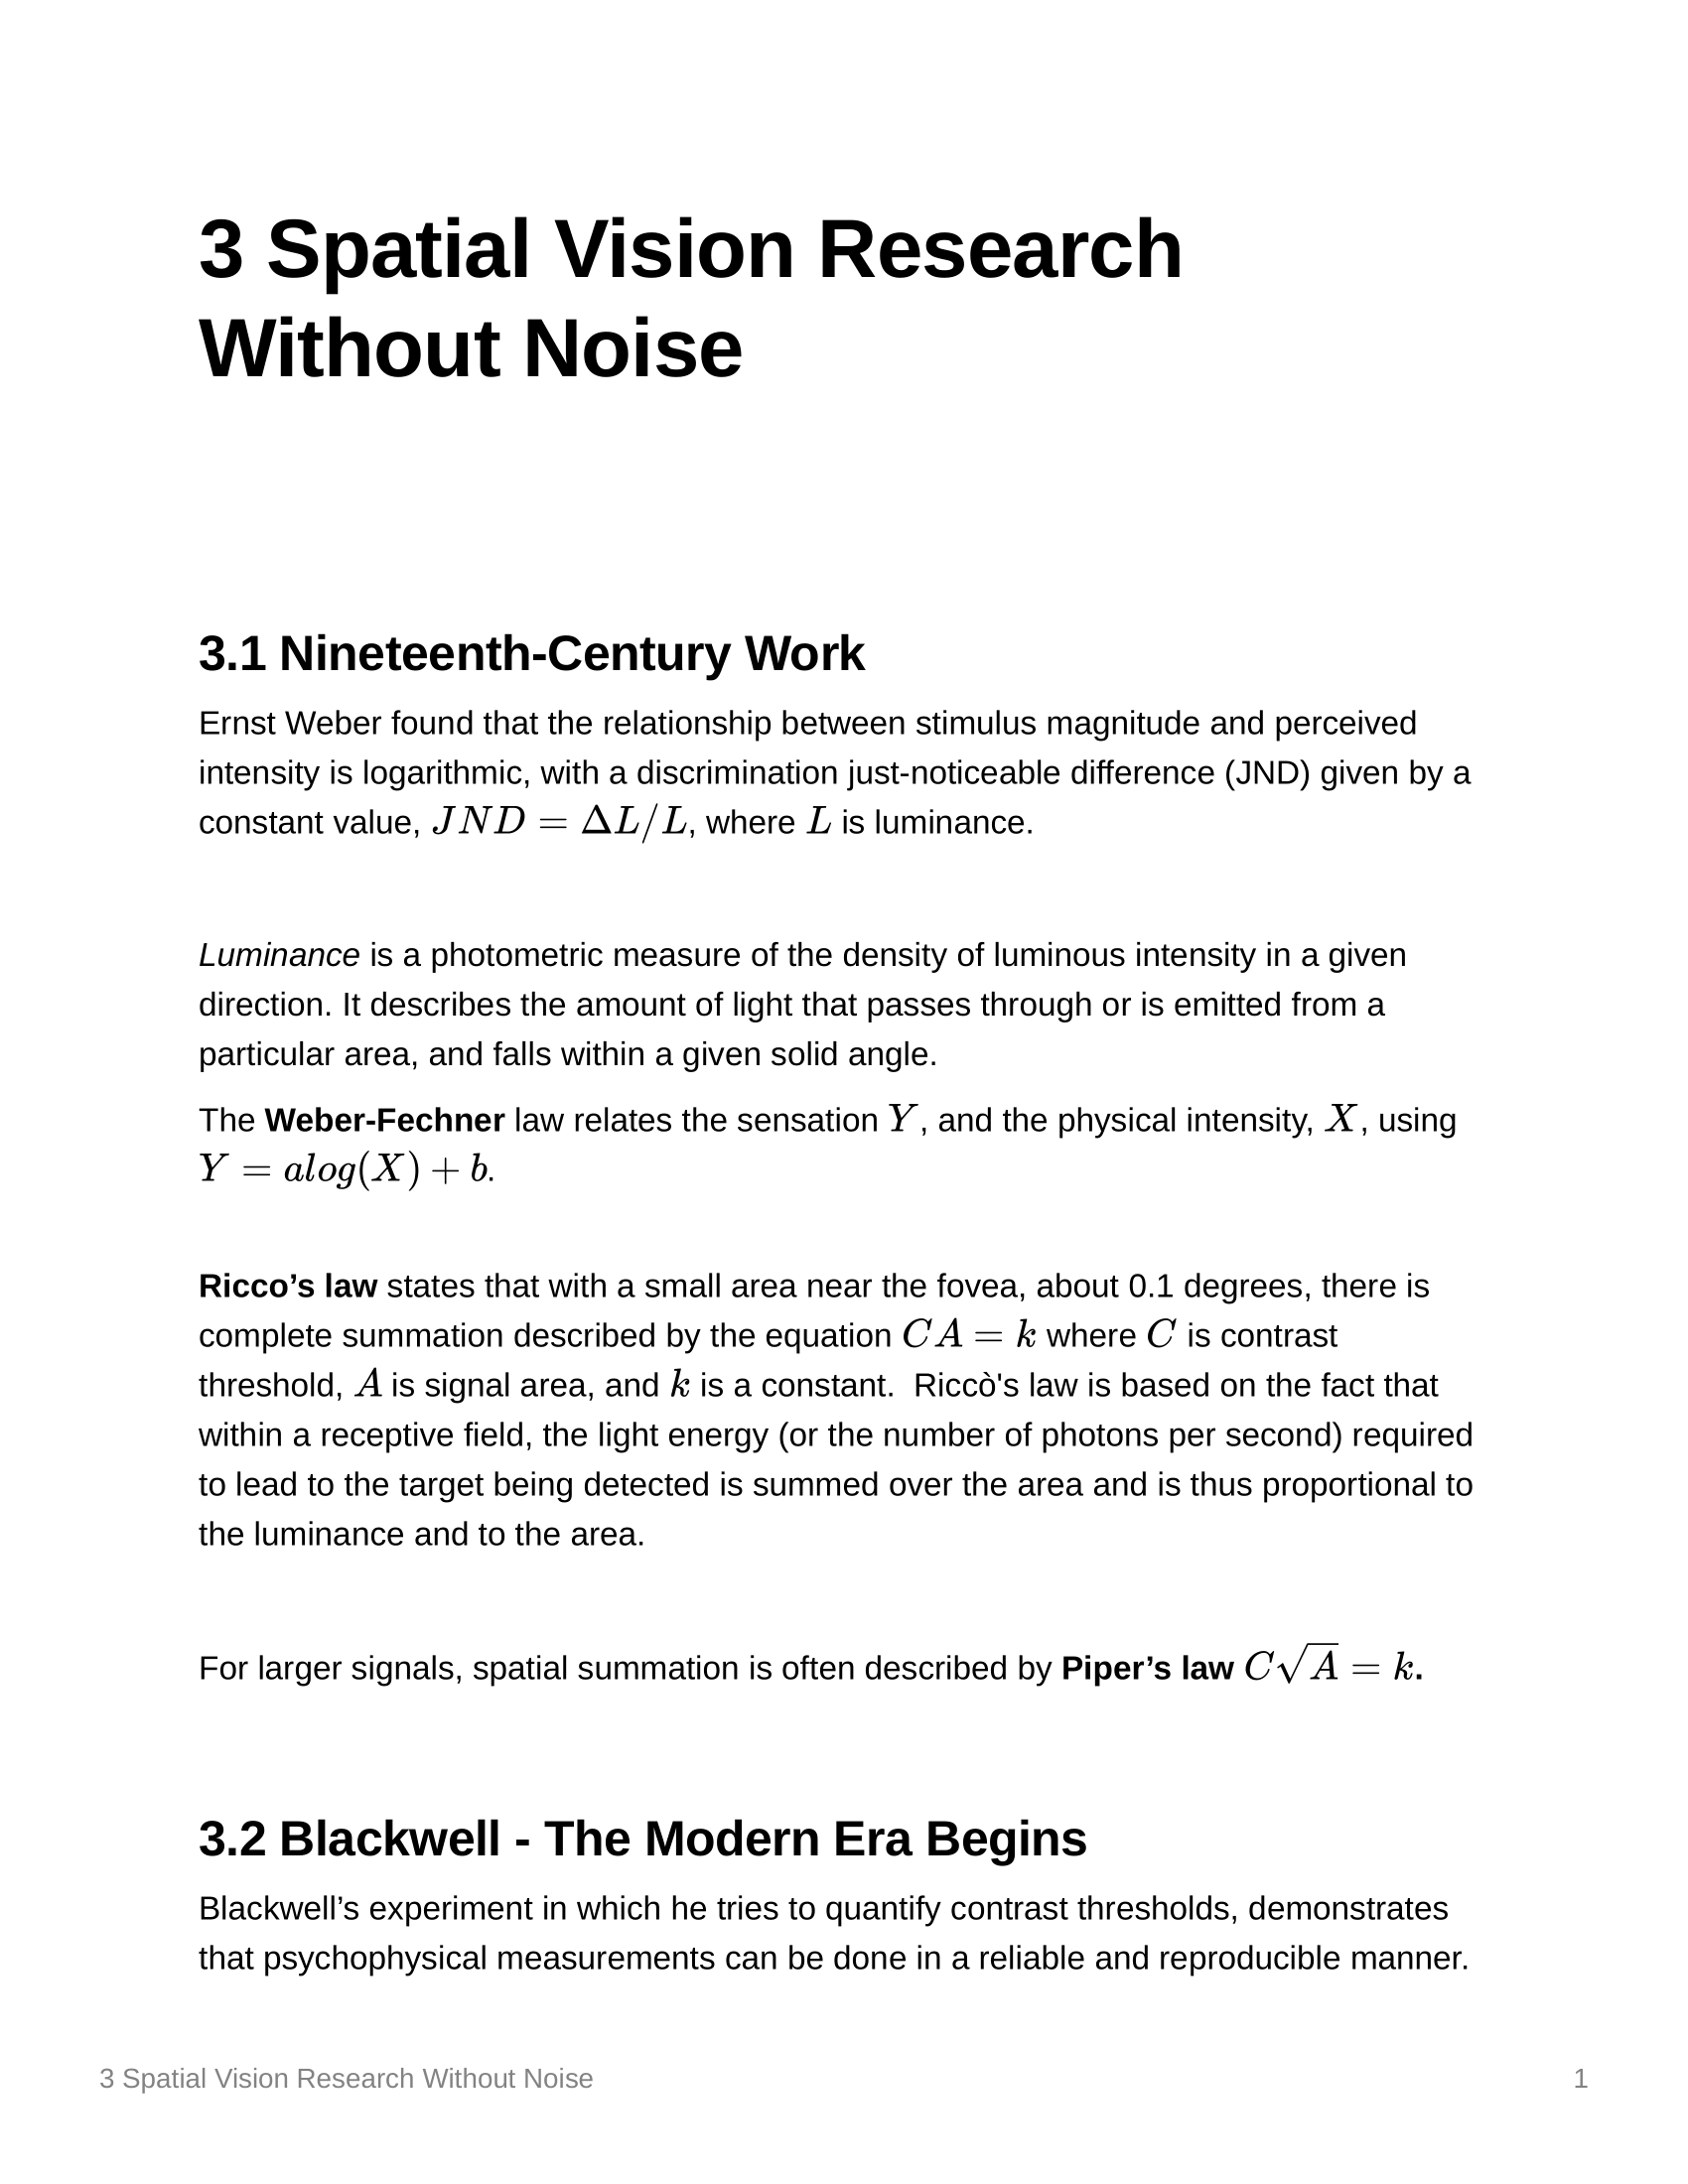 3 Spatial Vision Research
Without Noise
3.1 Nineteenth-Century Work
Ernst Weber found that the relationship between stimulus magnitude and perceived
intensity is logarithmic, with a discrimination just-noticeable difference (JND) given by a
constant value, JND = ΔL/L, where L is luminance.
Luminance is a photometric measure of the density of luminous intensity in a given
direction. It describes the amount of light that passes through or is emitted from a
particular area, and falls within a given solid angle.
The Weber-Fechner law relates the sensation Y, and the physical intensity, X, using
Y = alog(X) + b.
Ricco’s law states that with a small area near the fovea, about 0.1 degrees, there is
complete summation described by the equation CA = k where C is contrast
threshold, A is signal area, and k is a constant.  Riccò's law is based on the fact that
within a receptive field, the light energy (or the number of photons per second) required
to lead to the target being detected is summed over the area and is thus proportional to
the luminance and to the area.
For larger signals, spatial summation is often described by Piper’s law C√A = k.
3.2 Blackwell - The Modern Era Begins
Blackwell’s experiment in which he tries to quantify contrast thresholds, demonstrates
that psychophysical measurements can be done in a reliable and reproducible manner.
3 Spatial Vision Research Without Noise 1